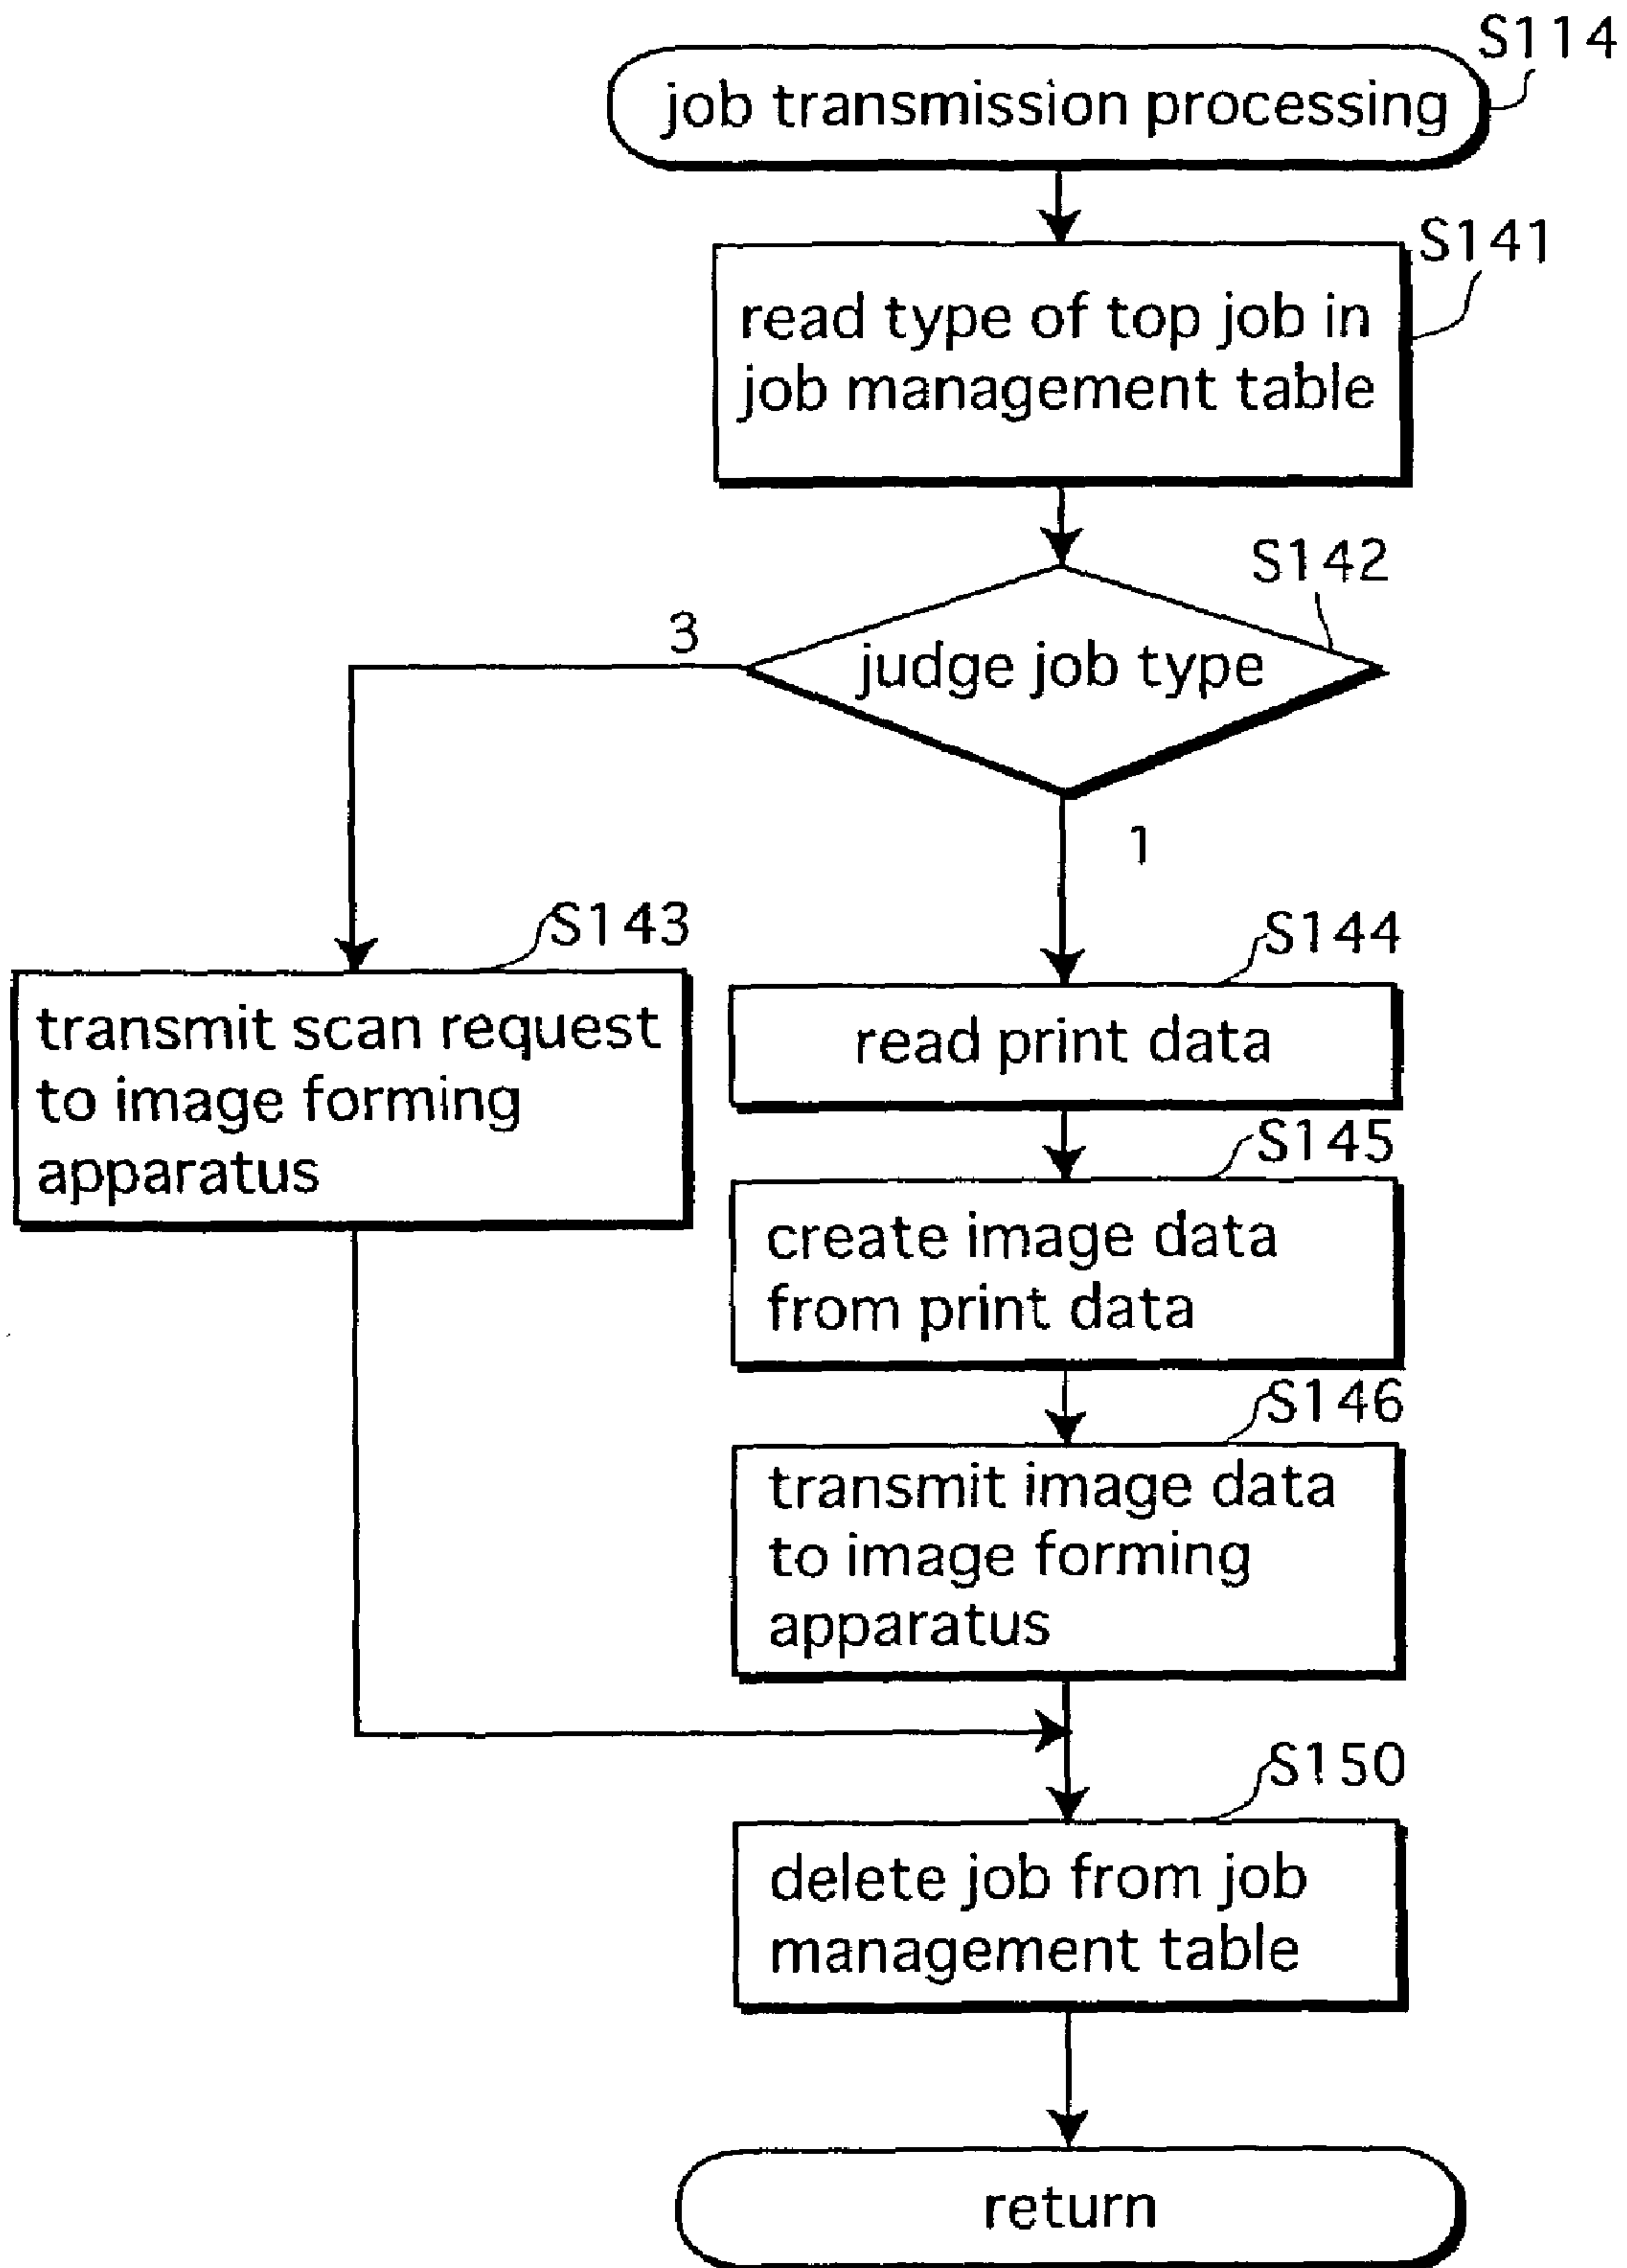 S114
job transmission processing
S141
read type of top job in
job management table
S142
3
judge job type
1
S143
transmit scan request
to image forming
apparatus
S144
read print data
S145
create image data
from print data
S146
transmit image data
to image forming
apparatus
S150
delete job from job
management table
return